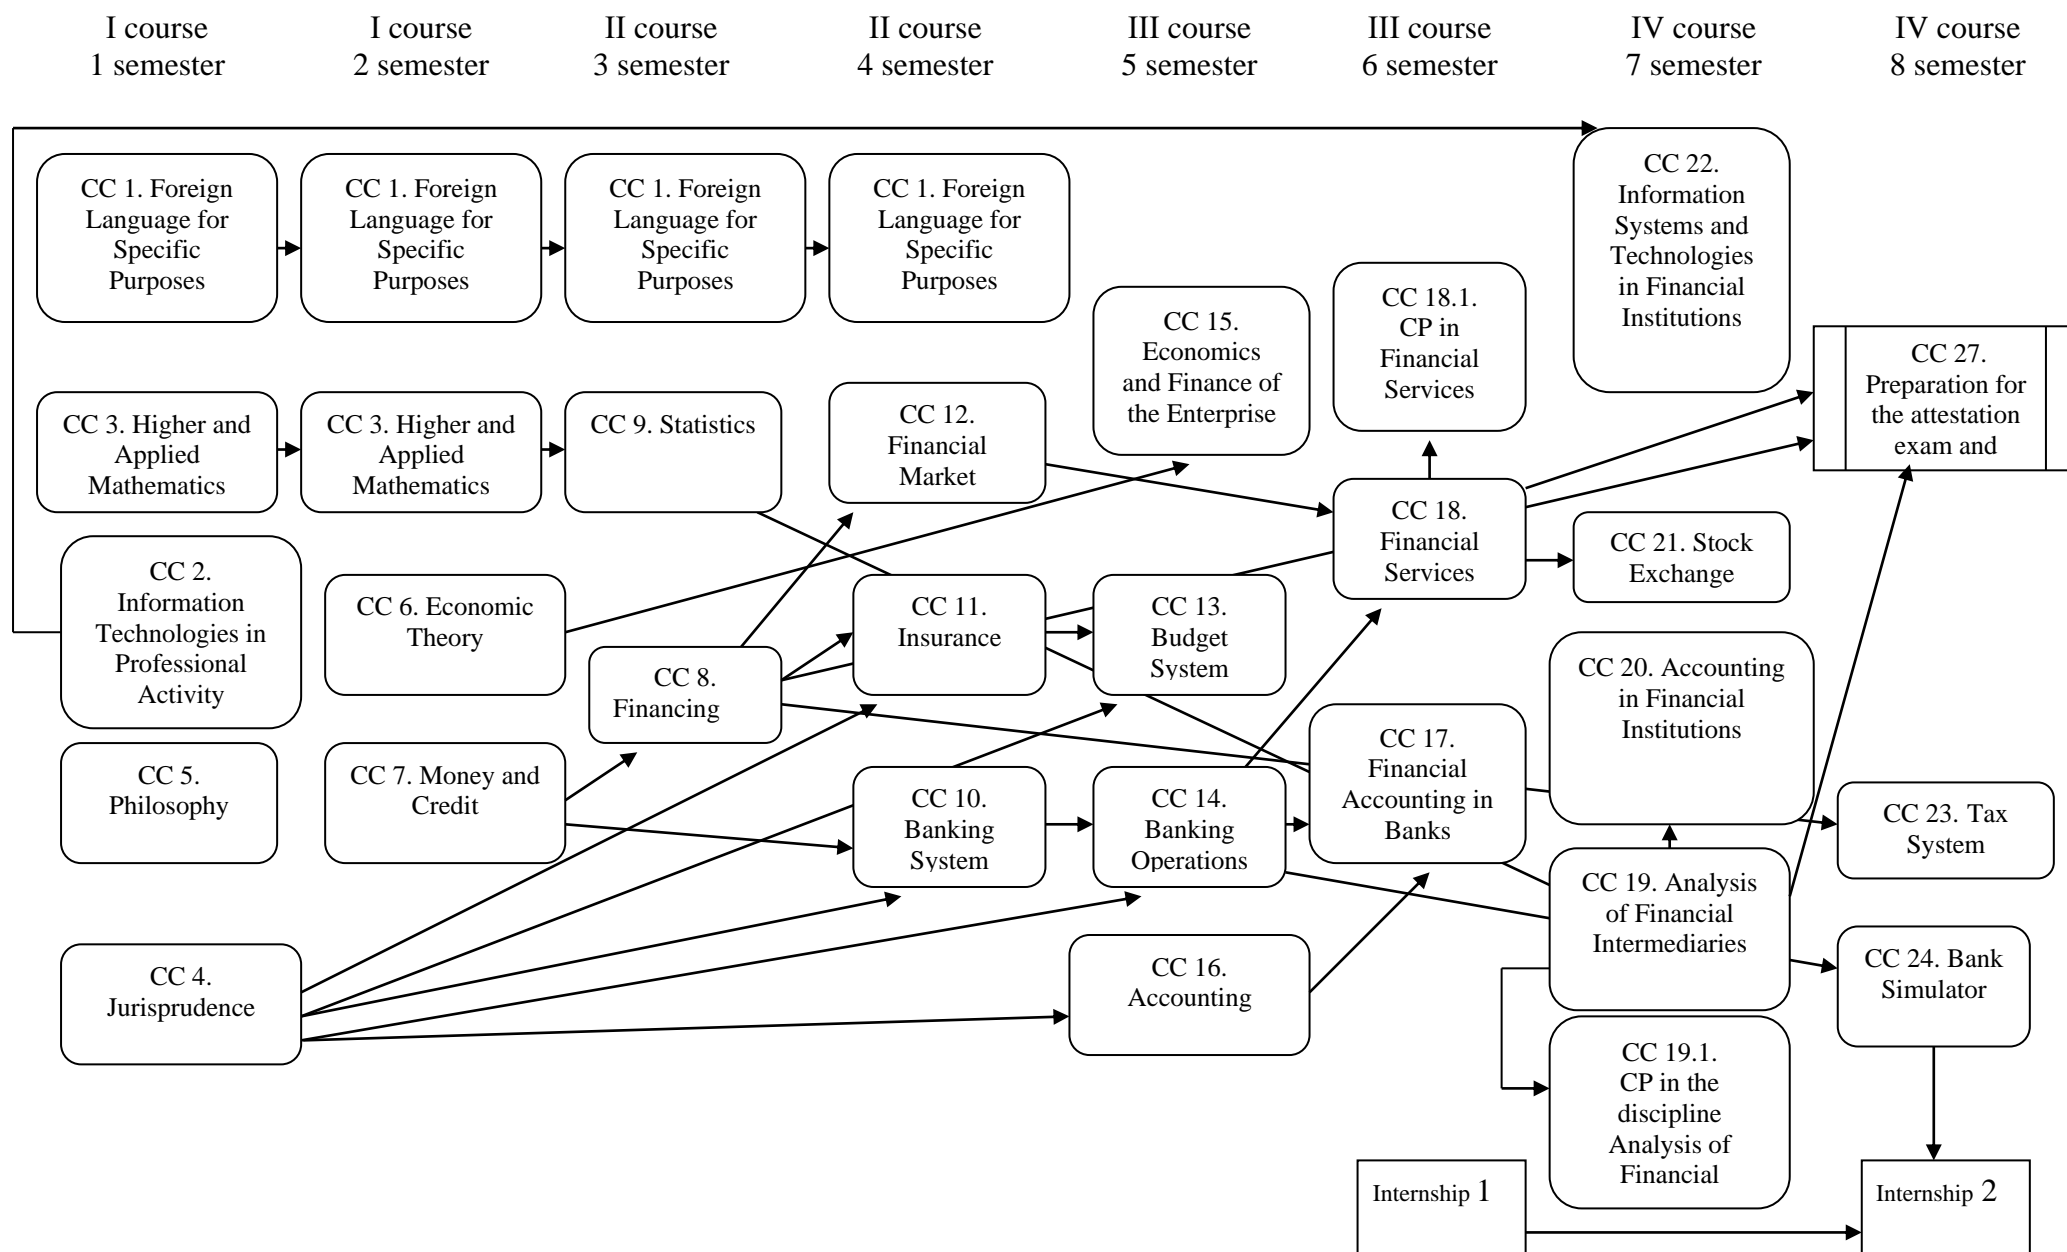 I course
1 semester
I course
2 semester
II course
3 semester
II course
4 semester
III course
5 semester
III course
6 semester
IV course
7 semester
IV course
8 semester
CC 1. Foreign
Language for
Specific
Purposes
CC 1. Foreign
Language for
Specific
Purposes
CC 1. Foreign
Language for
Specific
Purposes
CC 1. Foreign
Language for
Specific
Purposes
CC 22.
Information
Systems and
Technologies
in Financial
Institutions
CC 18.1.
CP in
Financial
Services
CC 15.
Economics
and Finance of
the Enterprise
CC 27.
Preparation for
the attestation
exam and
CC 3. Higher and
Applied
Mathematics
CC 3. Higher and
Applied
Mathematics
CC 9. Statistics
CC 12.
Financial
Market
CC 18.
Financial
Services
CC 21. Stock
Exchange
CC 2.
Information
Technologies in
Professional
Activity
CC 6. Economic
Theory
CC 8.
Financing
CC 11.
Insurance
CC 13.
Budget
System
CC 20. Accounting
in Financial
Institutions
CC 5.
Philosophy
CC 7. Money and
Credit
CC 10.
Banking
System
CC 14.
Banking
Operations
CC 17.
Financial
Accounting in
Banks
CC 23. Tax
System
CC 19. Analysis
of Financial
Intermediaries
CC 4.
Jurisprudence
CC 16.
Accounting
CC 24. Bank
Simulator
CC 19.1.
CP in the
discipline
Analysis of
Financial
Internship 1
Internship 2